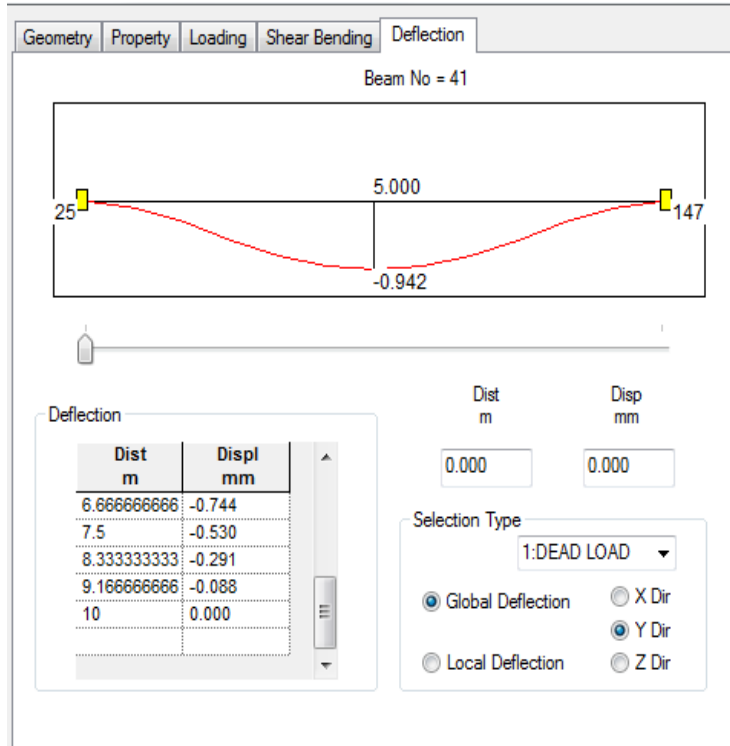 Geometry Property Loading Shear Bending Deflection
Beam No = 41
5.000
25 147
-0.942
Dist Disp
m mm
0.000 0.000
Deflection
Dist Displ
m mm
6.666666666 -0.744
7.5 -0.530
8.333333333 -0.291
9.166666666 -0.088
10 0.000
Selection Type
1:DEAD LOAD
Global Deflection X Dir
Y Dir
Local Deflection Z Dir